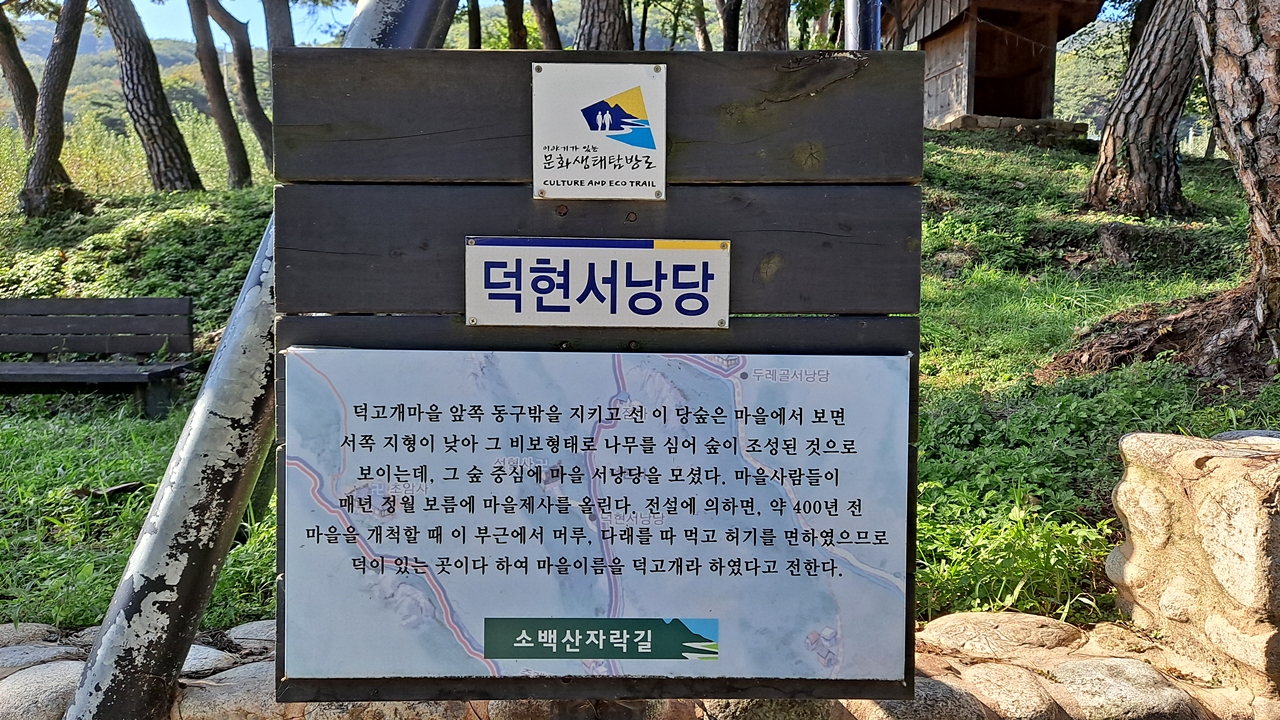 이야기가 있는
문화생태탐방로
CULTURE AND ECO TRAIL
덕현서낭당
두레골서낭당
덕고개마을 앞쪽 동구밖을 지키고 선 이 당숲은 마을에서 보면
서쪽 지형이 낮아 그 비보형태로 나무를 심어 숲이 조성된 것으로
보이는데, 그 숲 중심에 마을 서낭당을 모셨다. 마을사람들이
매년 정월 보름에 마을제사를 올린다. 전설에 의하면, 약 400년 전
덕현서낭당
마을을 개척할 때 이 부근에서 머루, 다래를 따 먹고 허기를 면하였으므로
덕이 있는 곳이다 하여 마을이름을 덕고개라 하였다고 전한다.
소백산자락길